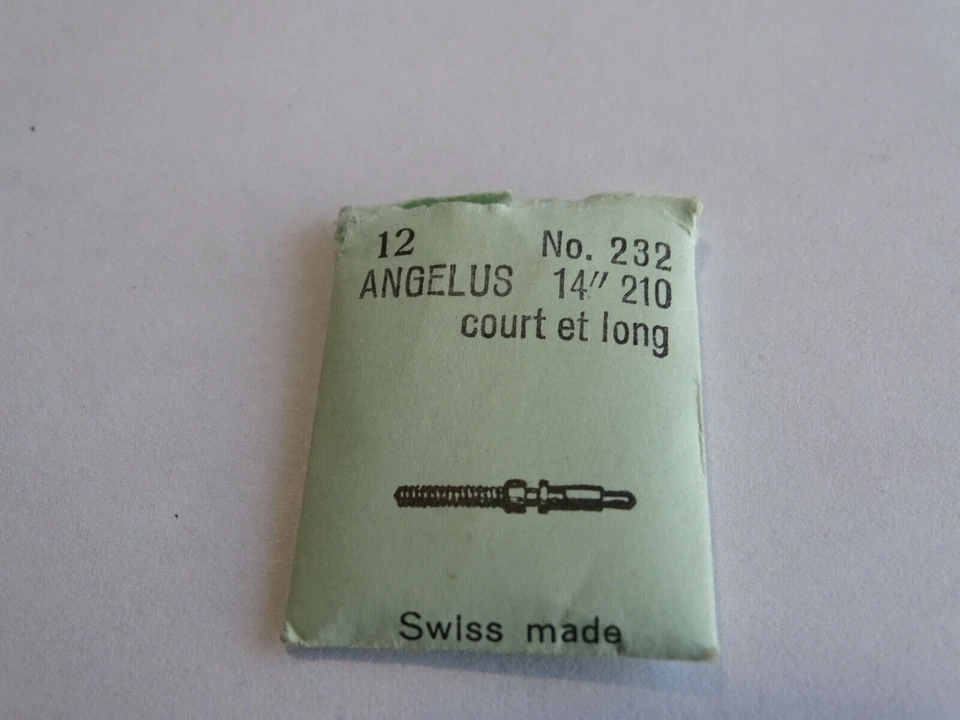 12 No. 232
ANGELUS 14″ 210
court et long
Swiss made